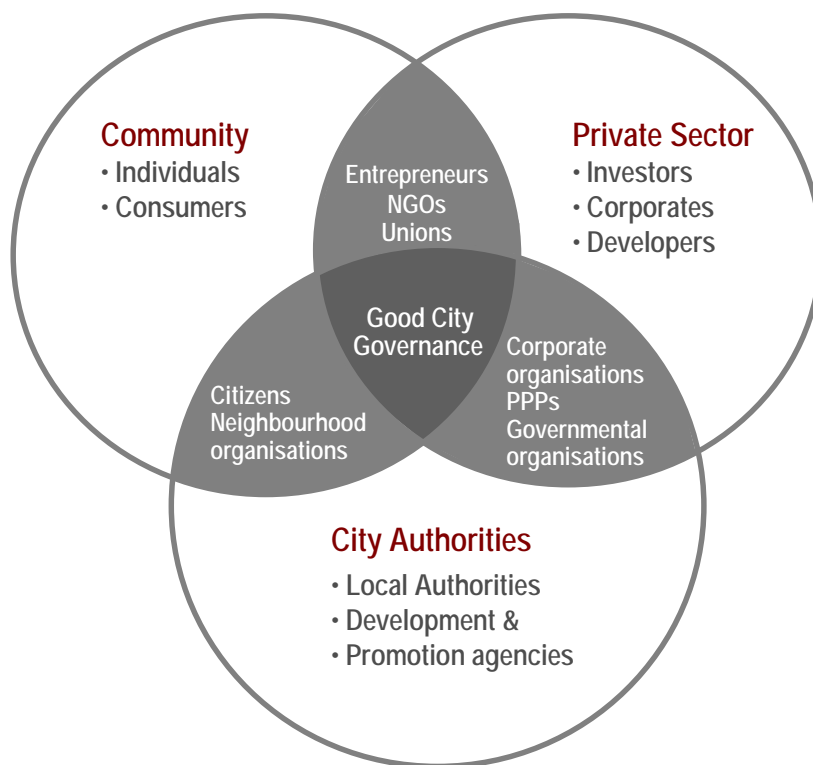 Community
• Individuals
• Consumers
Entrepreneurs
NGOs
Unions
Private Sector
• Investors
• Corporates
• Developers
Good City
Governance
Citizens
Neighbourhood
organisations
Corporate
organisations
PPPs
Governmental
organisations
City Authorities
• Local Authorities
• Development &
• Promotion agencies